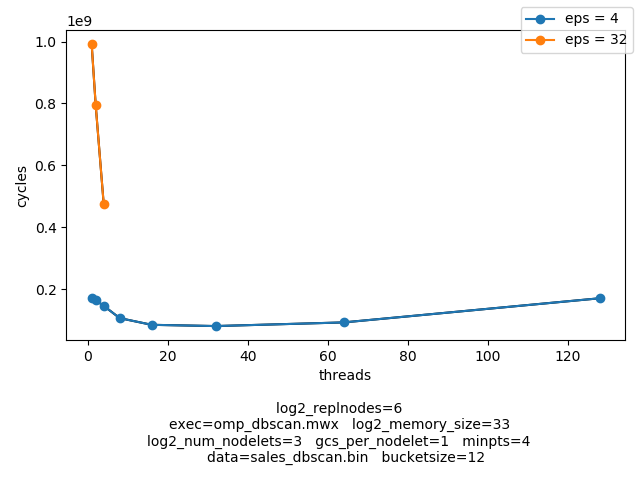 1e9
eps = 4
eps = 32
1.0
0.8
0.6
0.4
0.2
cycles
0 20 40 60 80 100 120
threads
log2_replnodes=6
exec=omp_dbscan.mwx log2_memory_size=33
log2_num_nodelets=3 gcs_per_nodelet=1 minpts=4
data=sales_dbscan.bin bucketsize=12